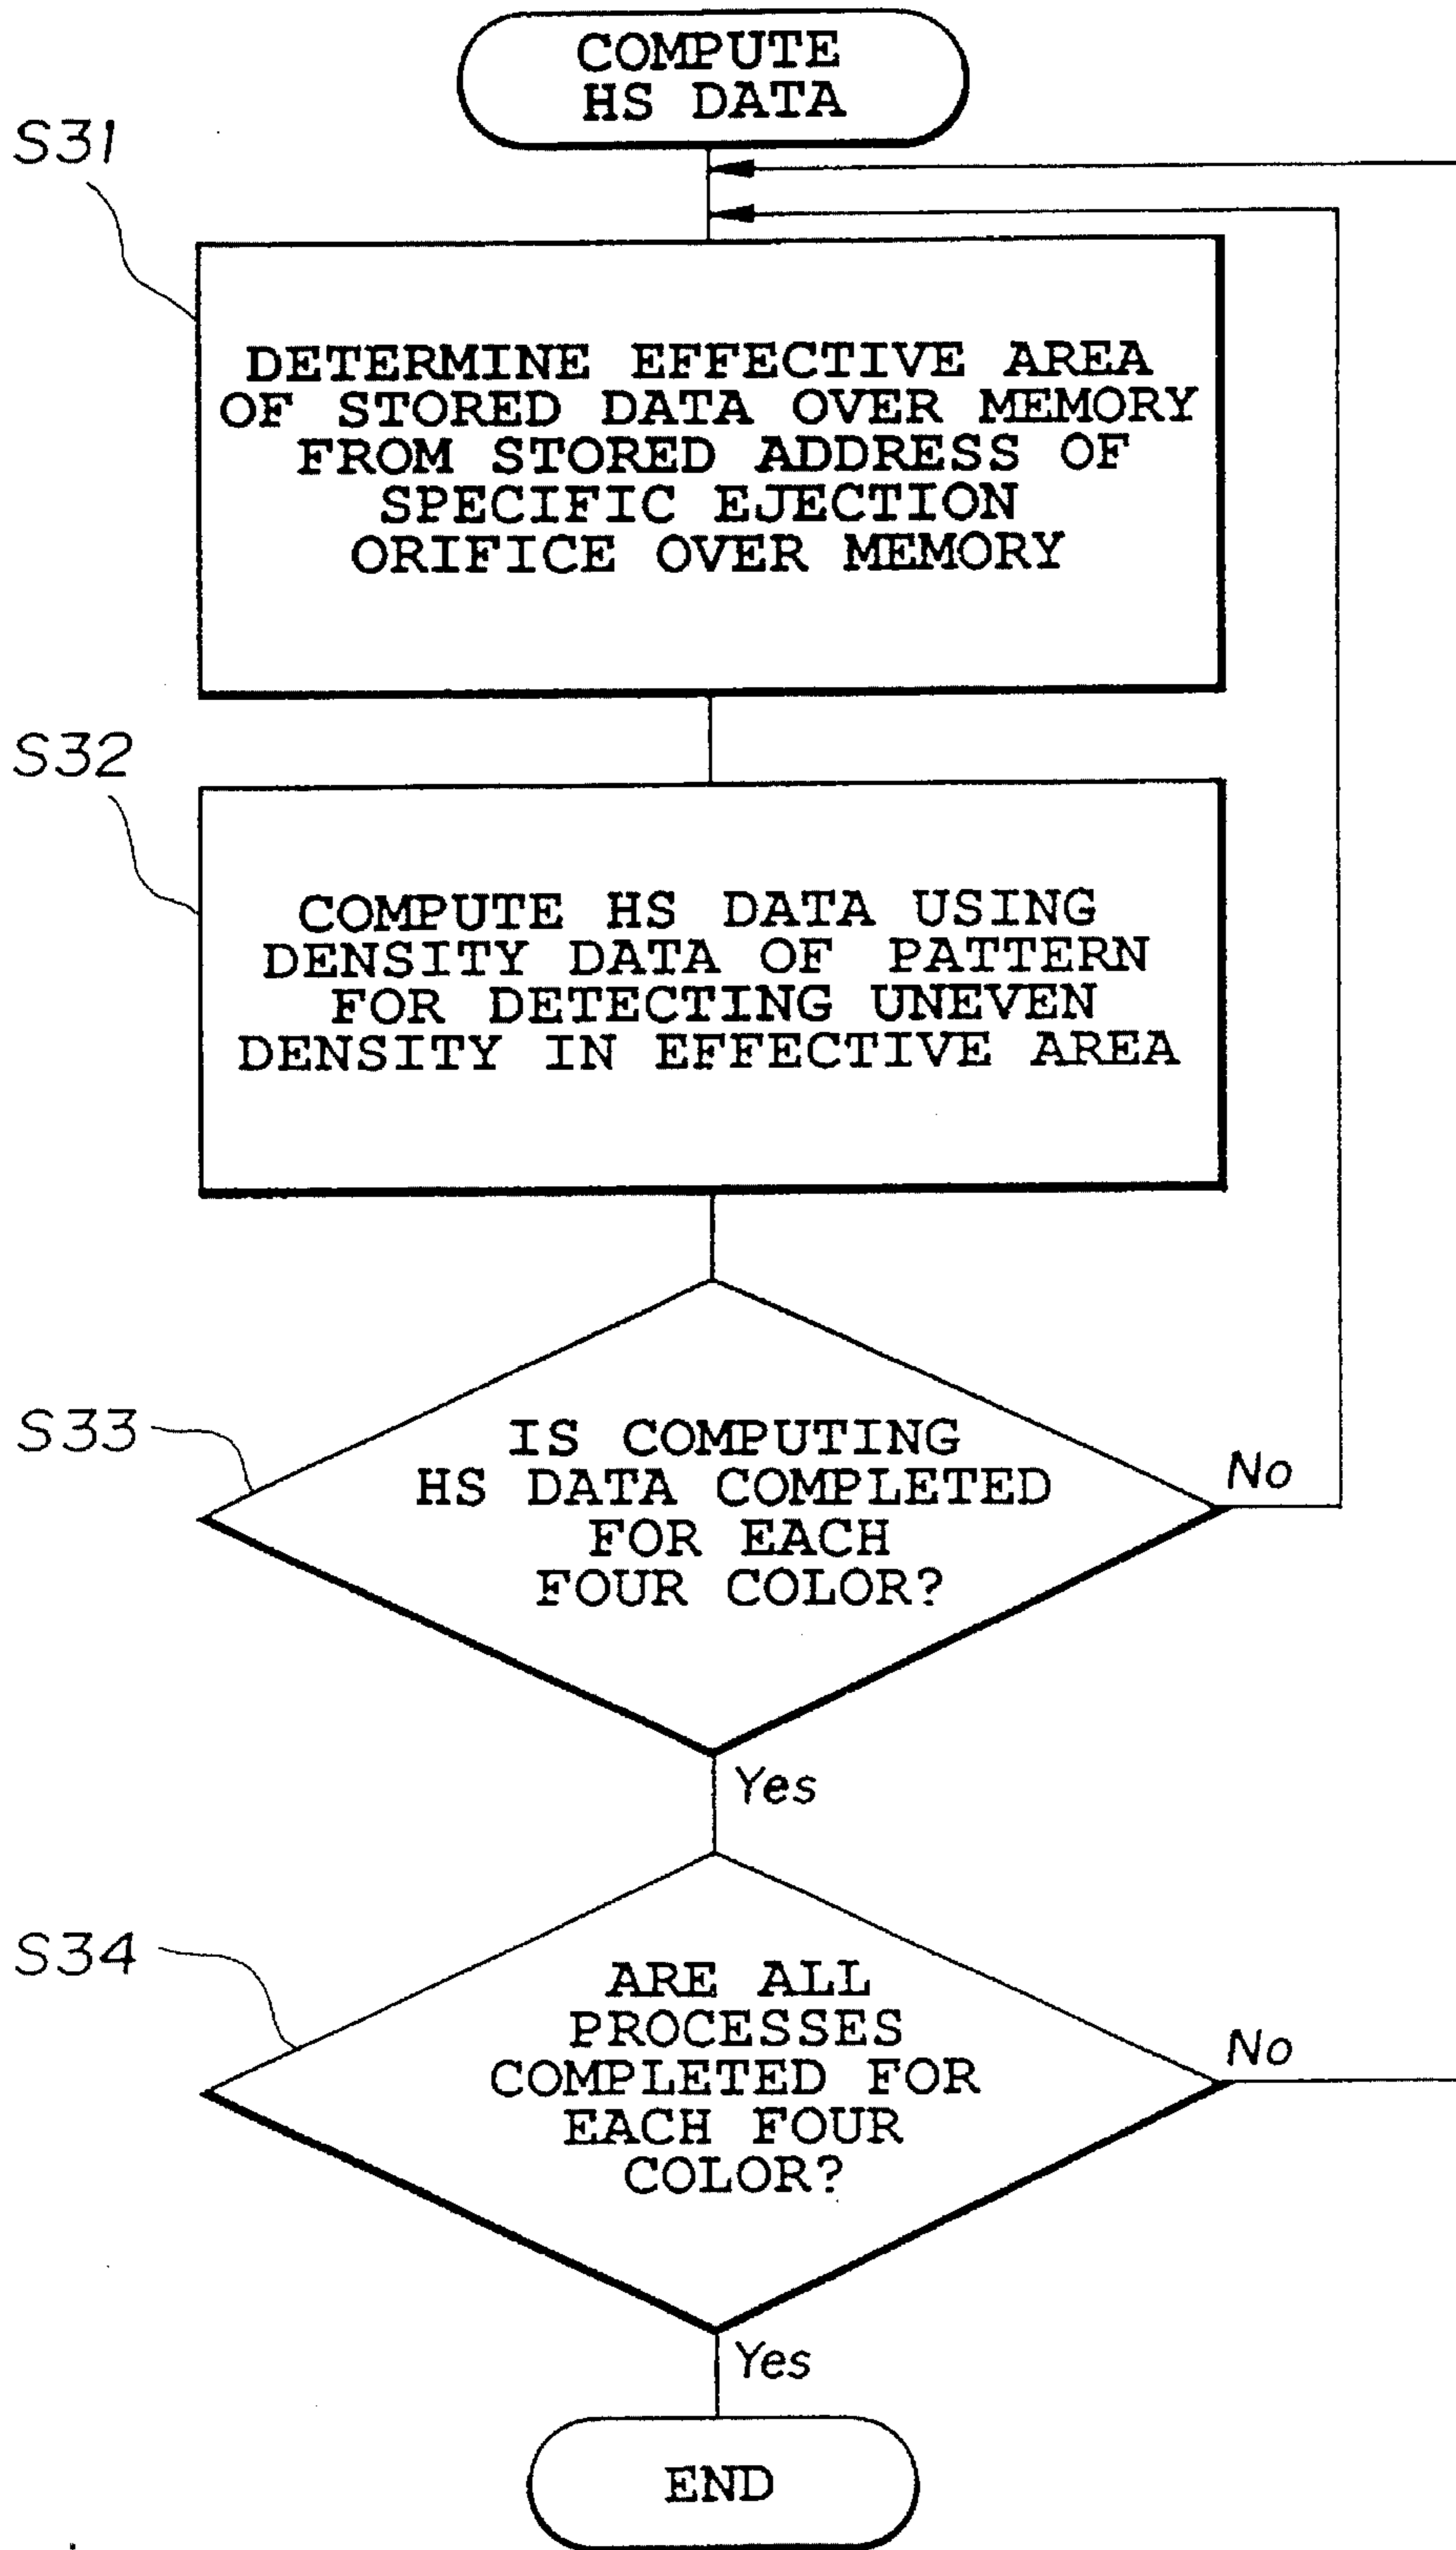 COMPUTE
HS DATA
S31
DETERMINE EFFECTIVE AREA
OF STORED DATA OVER MEMORY
FROM STORED ADDRESS OF
SPECIFIC EJECTION
ORIFICE OVER MEMORY
S32
COMPUTE HS DATA USING
DENSITY DATA OF PATTERN
FOR DETECTING UNEVEN
DENSITY IN EFFECTIVE AREA
S33
IS COMPUTING
HS DATA COMPLETED
FOR EACH
FOUR COLOR?
No
Yes
S34
ARE ALL
PROCESSES
COMPLETED FOR
EACH FOUR
COLOR?
No
Yes
END